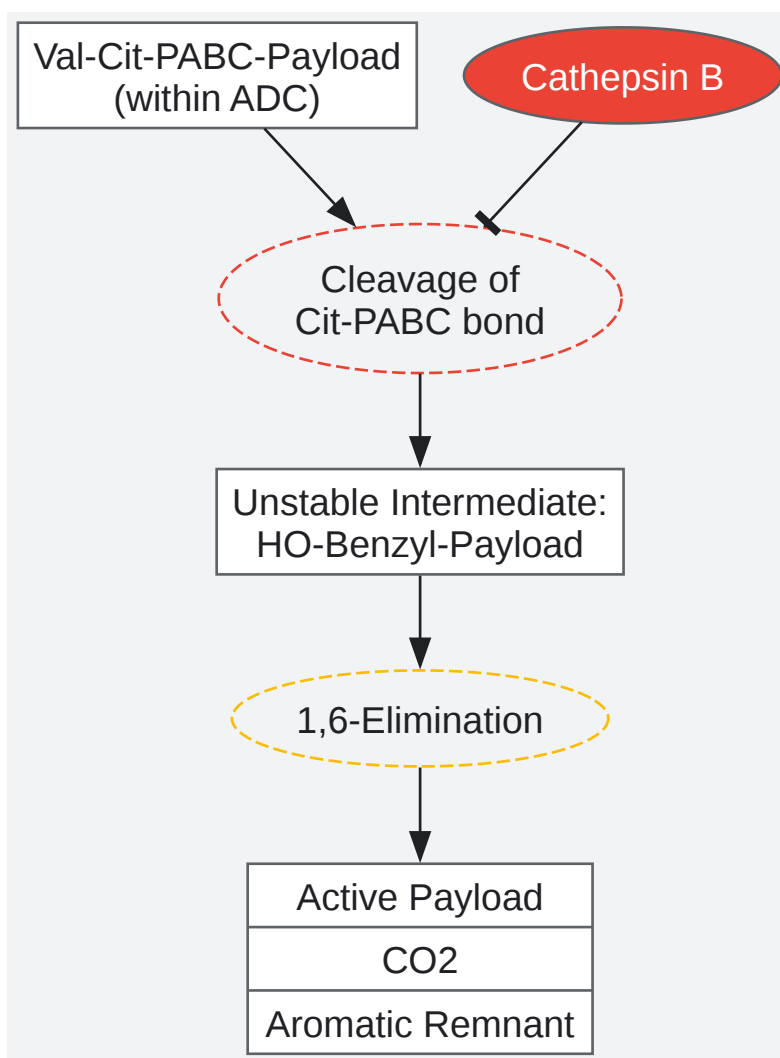 Val-Cit-PABC-Payload
(within ADC)
Cathepsin B
Cleavage of
Cit-PABC bond
Unstable Intermediate:
HO-Benzyl-Payload
1,6-Elimination
Active Payload
CO2
Aromatic Remnant